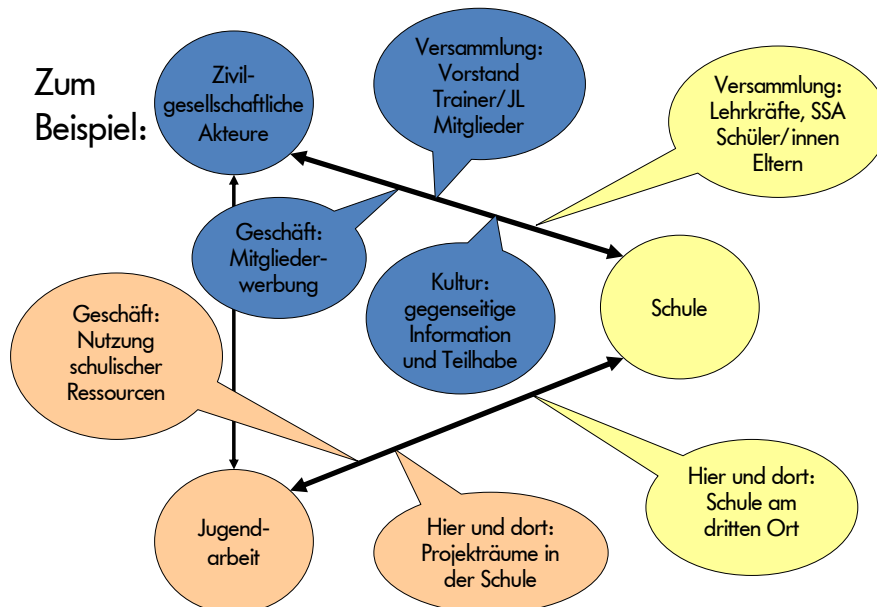 Zum
Beispiel:
Zivil-
gesellschaftliche
Akteure
Versammlung:
Vorstand
Trainer/JL
Mitglieder
Versammlung:
Lehrkräfte, SSA
Schüler/innen
Eltern
Geschäft:
Mitglieder-
werbung
Kultur:
gegenseitige
Information
und Teilhabe
Schule
Geschäft:
Nutzung
schulischer
Ressourcen
Jugend-
arbeit
Hier und dort:
Projekträume in
der Schule
Hier und dort:
Schule am
dritten Ort